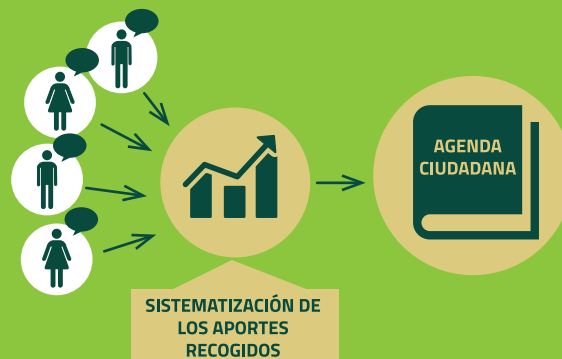 AGENDA
CIUDADANA
SISTEMATIZACIÓN DE
LOS APORTES
RECOGIDOS